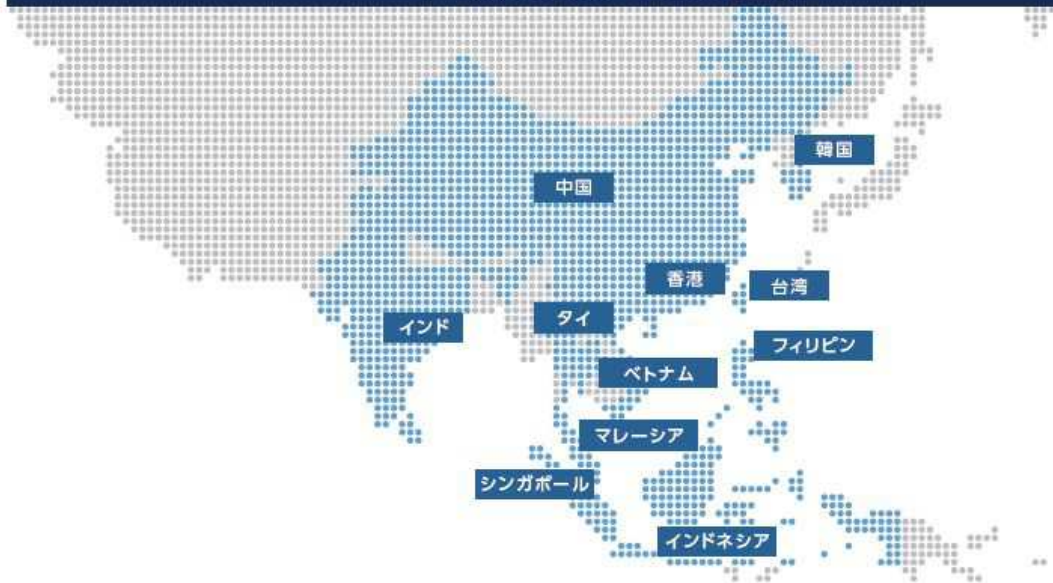 韓国
中国
香港
台湾
タイ
インド
フィリピン
ベトナム
マレーシア
シンガポール
インドネシア